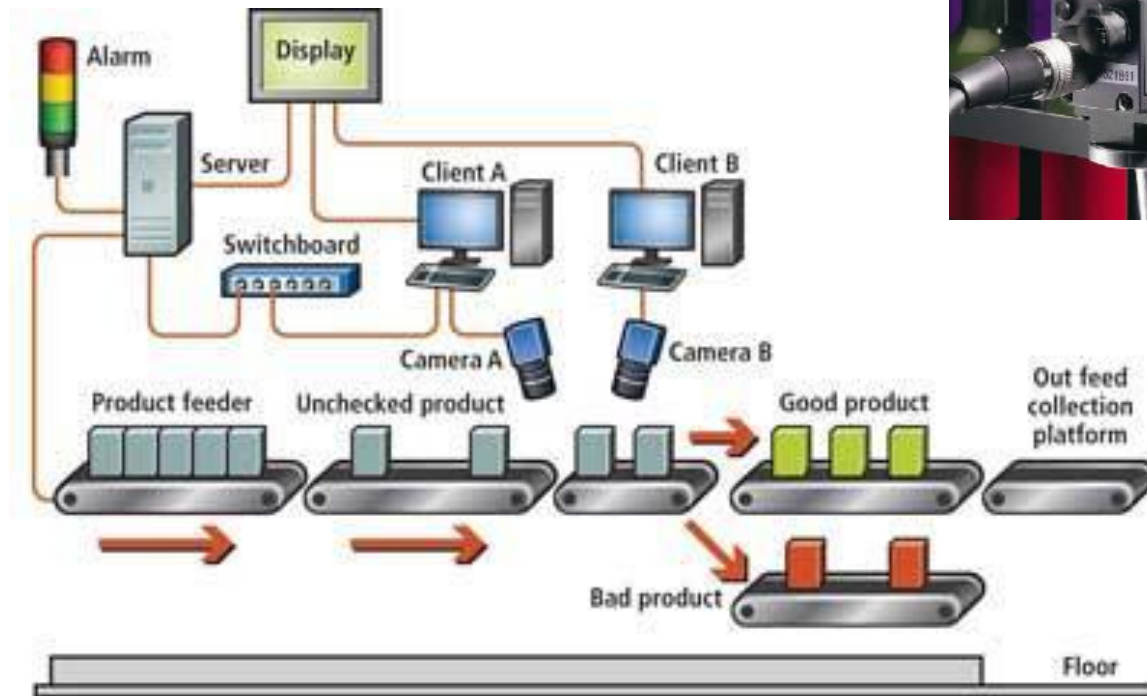 Alarm
Display
Server
Client A
Client B
Switchboard
Camera A
Camera B
Product feeder
Unchecked product
Good product
Out feed
collection
platform
Bad product
Floor